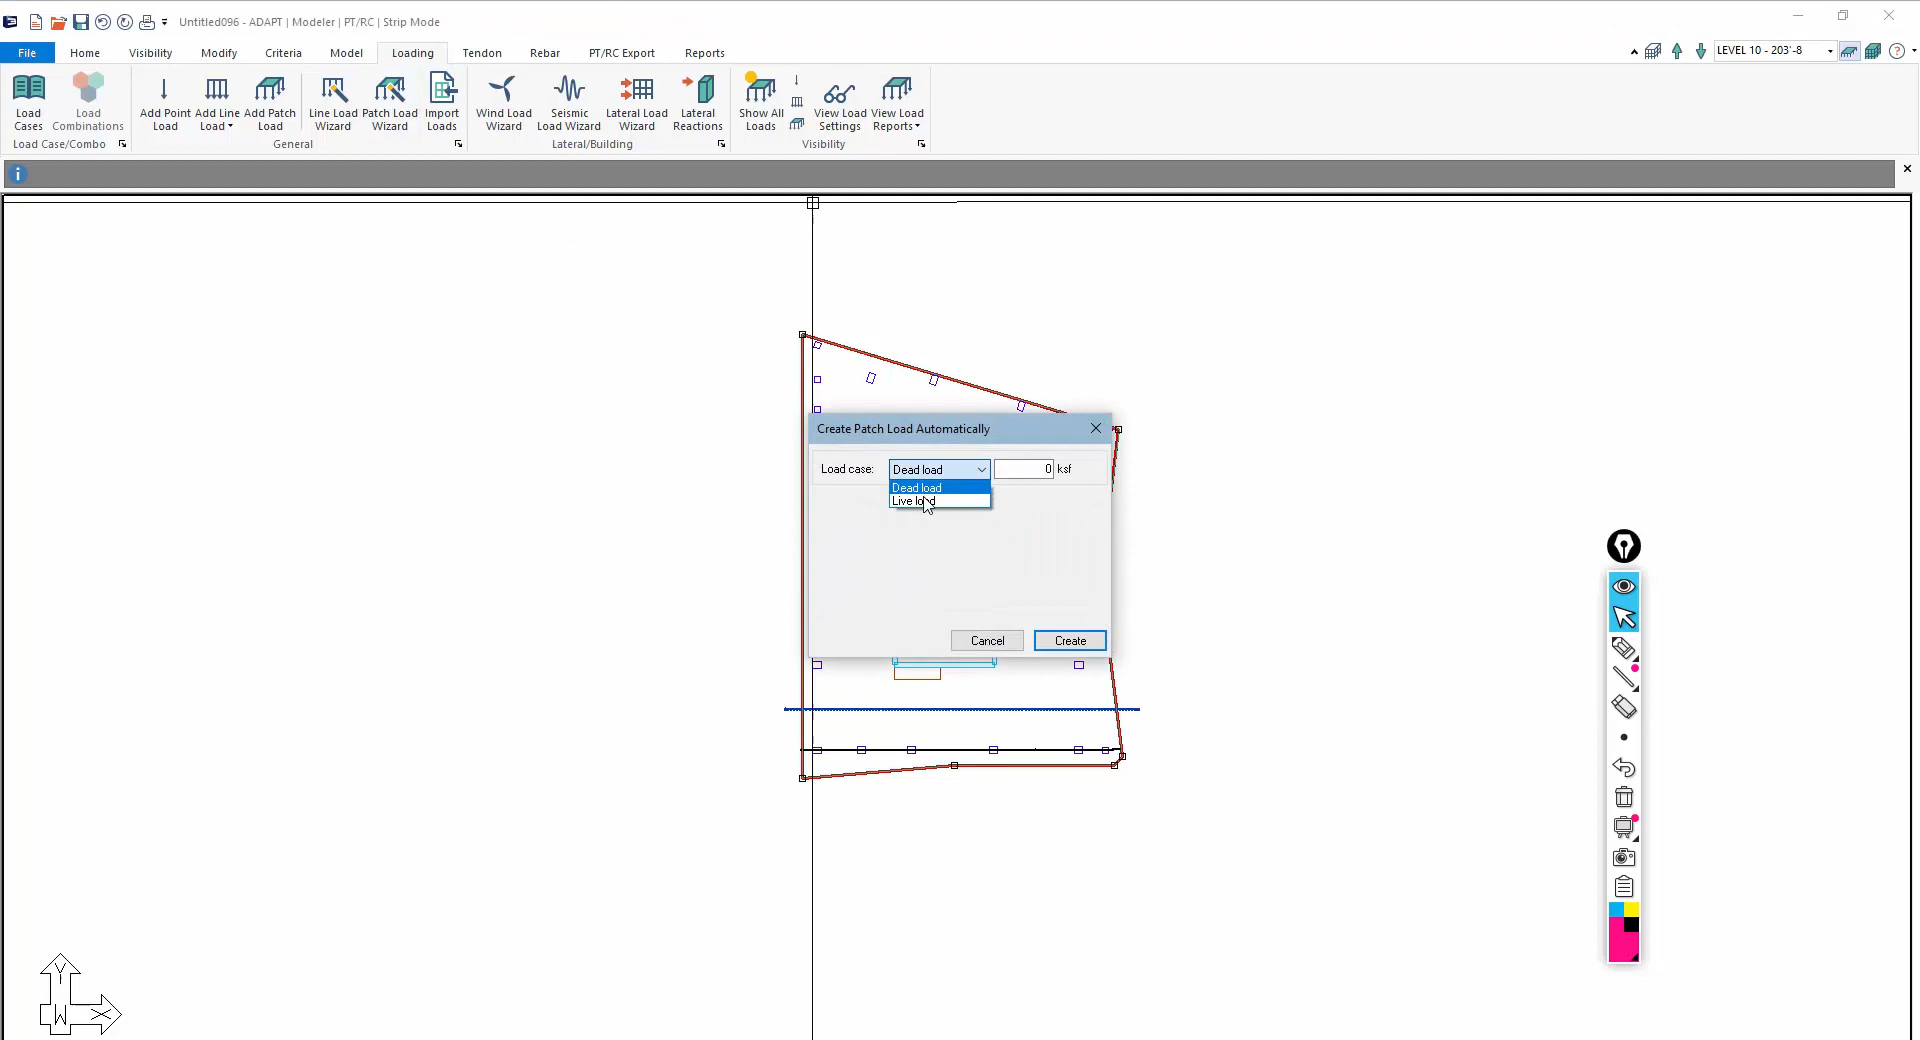 Untitled096 - ADAPT | Modeler | PT/RC | Strip Mode
File Home Visibility Modify Criteria Model Loading Tendon Rebar PT/RC Export Reports
LEVEL 10 - 203'-8
Load Cases
Load Combinations
Add Point Load
Add Line Load
Add Patch Load
Line Load Wizard
Patch Load Wizard
Import Loads
Wind Load Wizard
Seismic Load Wizard
Lateral Load Wizard
Lateral Reactions
Show All Loads
View Load Settings
View Load Reports
Load Case/Combo
General
Lateral/Building
Visibility
Create Patch Load Automatically
Load case: Dead load 0 ksf
Dead load
Live load
Cancel Create
Y
W X